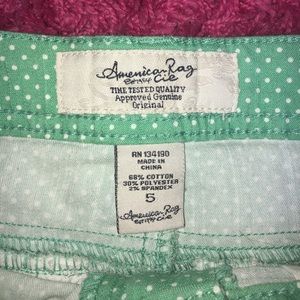 American Rag
Cie
TIME TESTED QUALITY
Approved Genuine
Original
RN 134190
MADE IN
CHINA
68% COTTON
30% POLYESTER
2% SPANDEX
5
American Rag
Cie